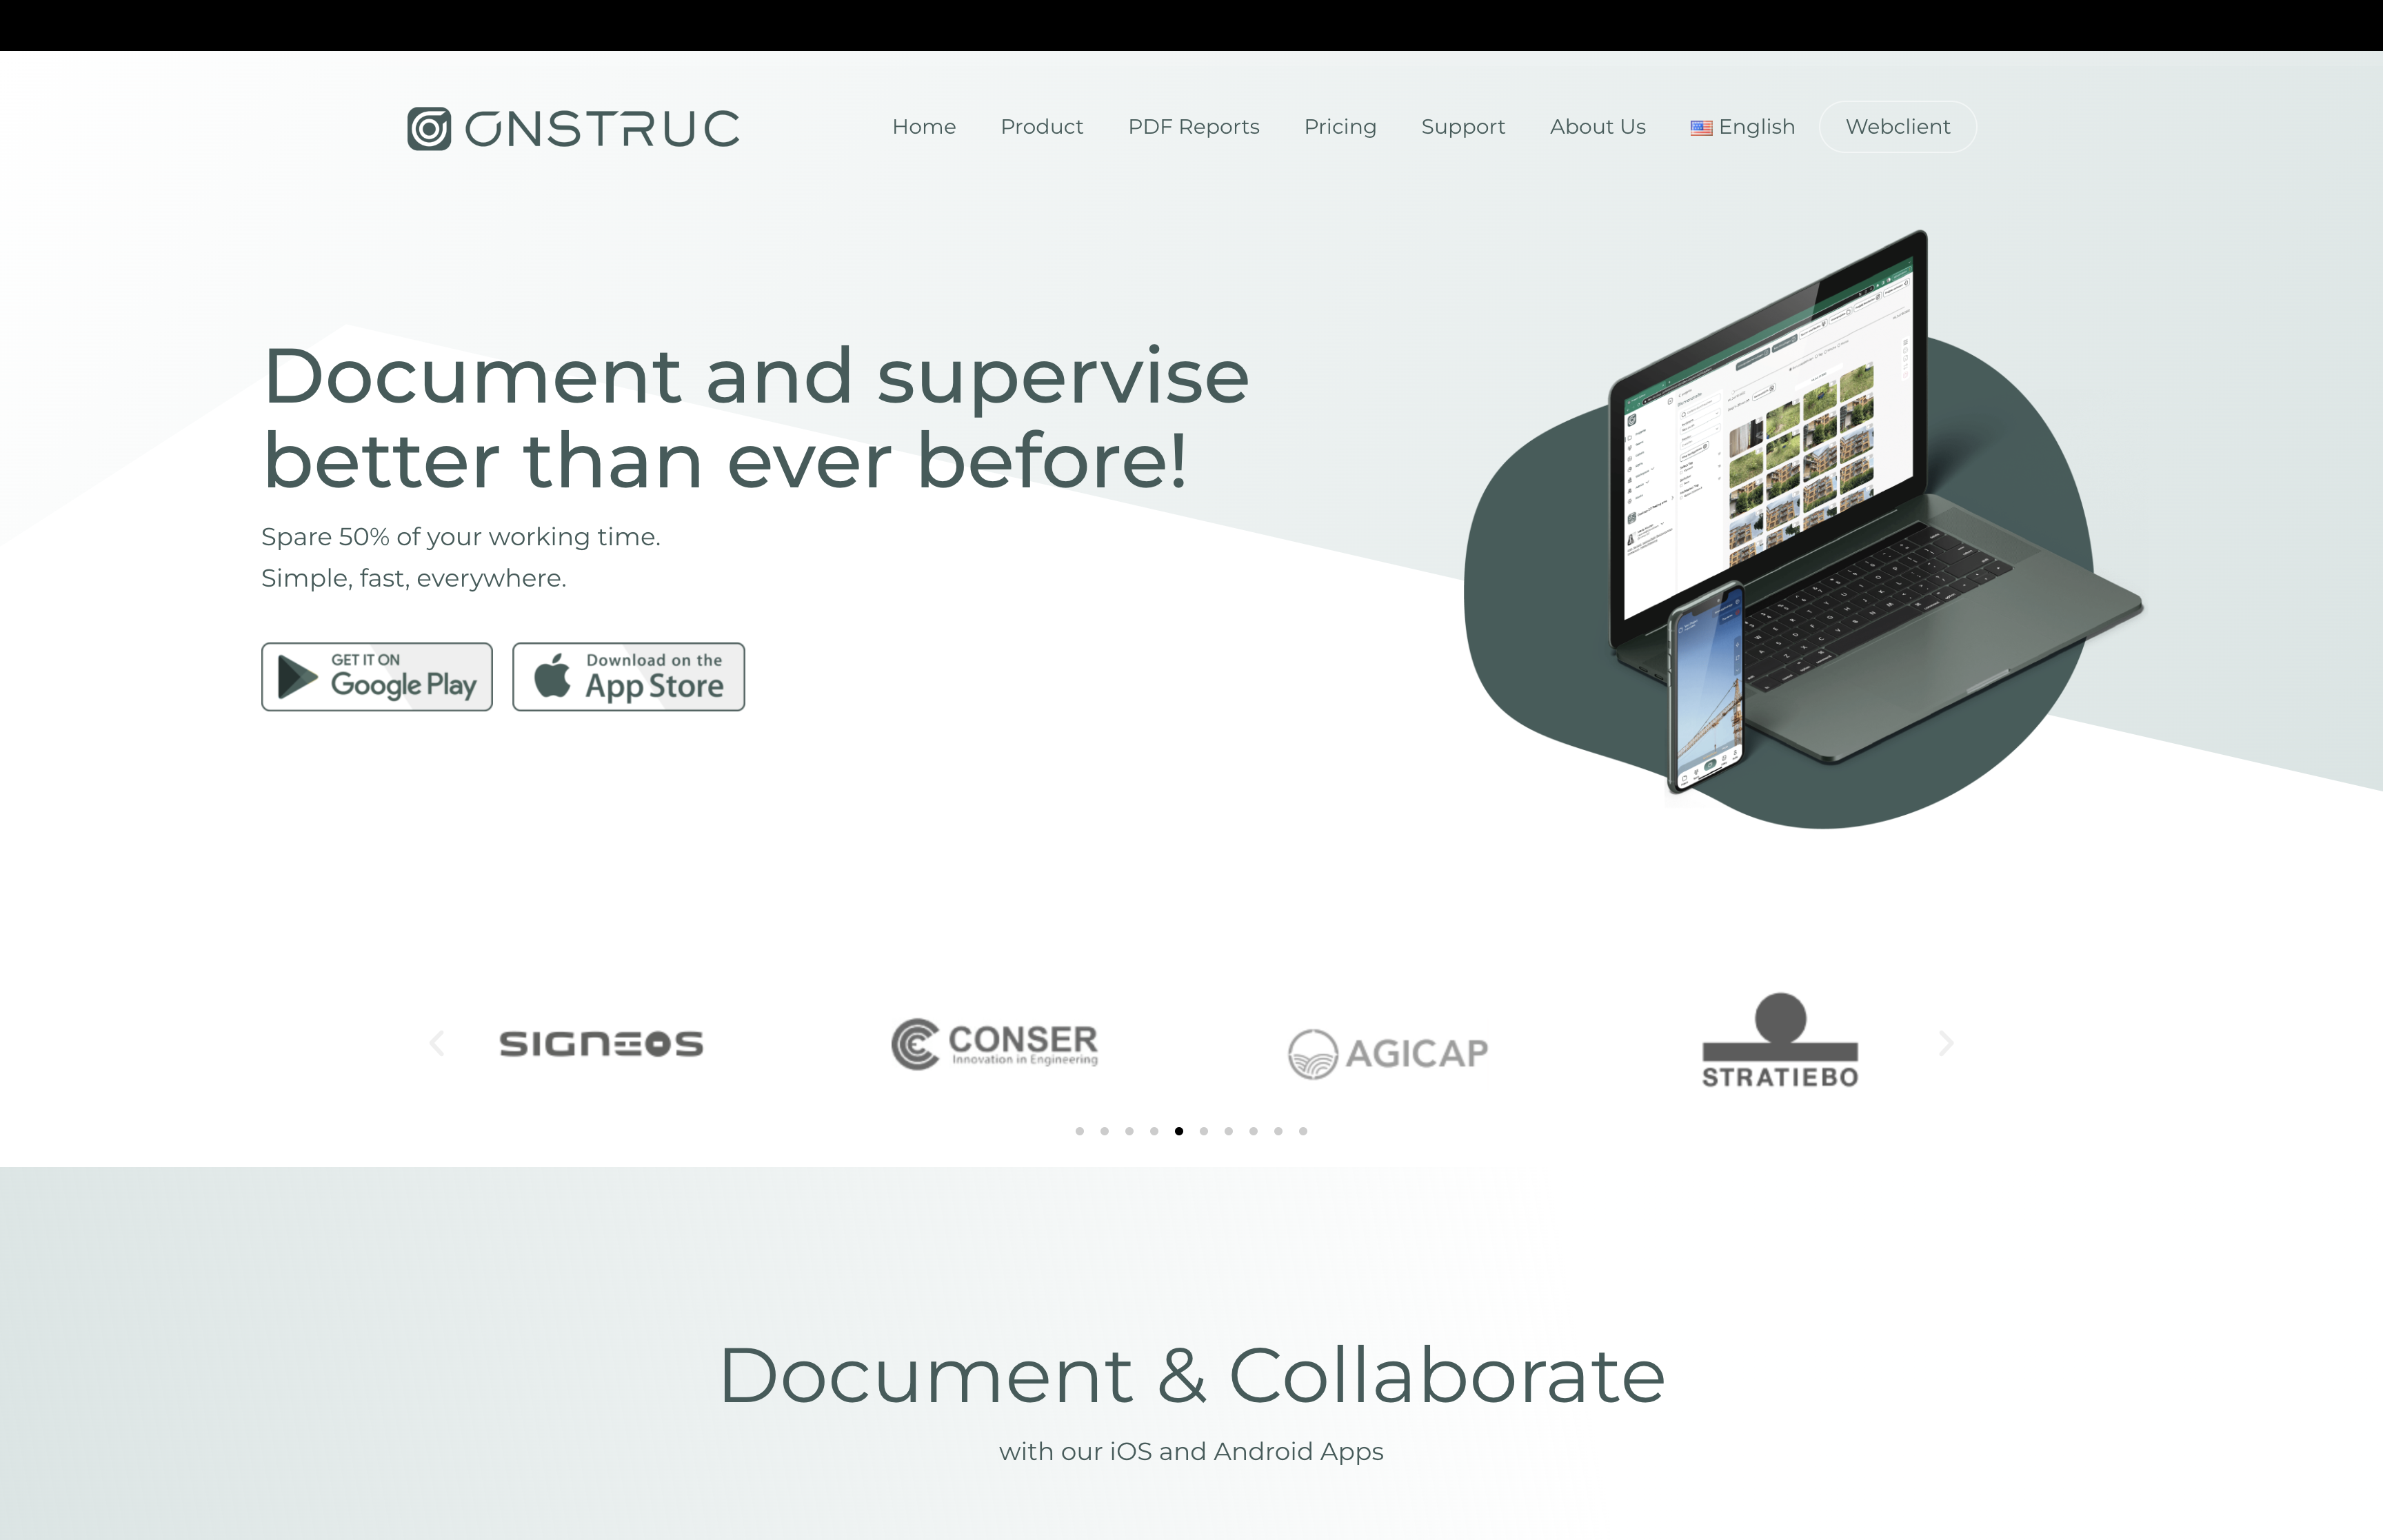 ONSTRUC
Home Product PDF Reports Pricing Support About Us English Webclient
Document and supervise
better than ever before!
Spare 50% of your working time.
Simple, fast, everywhere.
GET IT ON
Google Play
Download on the
App Store
SIGNEOS
CONSER
Innovation in Engineering
AGICAP
STRATIEBO
Document & Collaborate
with our iOS and Android Apps